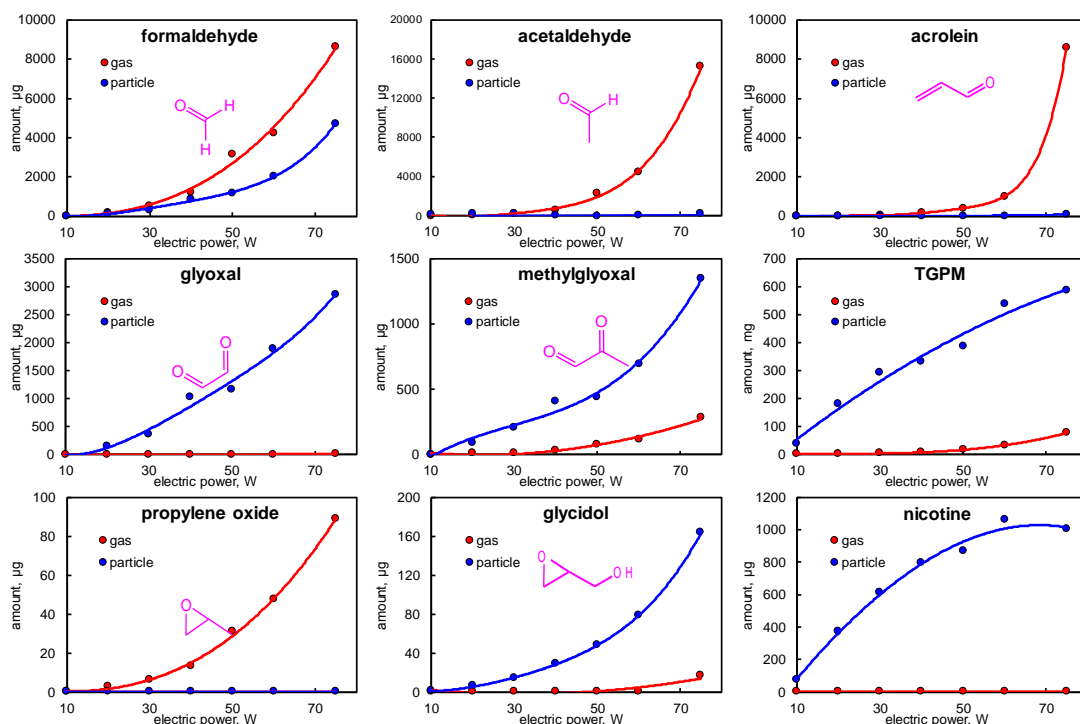 formaldehyde
gas
particle
O
H
H
amount, µg
10000
8000
6000
4000
2000
0
10 30 50 70
electric power, W
acetaldehyde
gas
particle
O
H
amount, µg
20000
16000
12000
8000
4000
0
10 30 50 70
electric power, W
acrolein
gas
particle
O
amount, µg
10000
8000
6000
4000
2000
0
10 30 50 70
electric power, W
glyoxal
gas
particle
O
O
amount, µg
3500
3000
2500
2000
1500
1000
500
0
10 30 50 70
electric power, W
methylglyoxal
gas
particle
O
O
amount, µg
1500
1000
500
0
10 30 50 70
electric power, W
TGPM
gas
particle
amount, mg
700
600
500
400
300
200
100
0
10 30 50 70
electric power, W
propylene oxide
gas
particle
O
amount, µg
100
80
60
40
20
0
10 30 50 70
electric power, W
glycidol
gas
particle
O
OH
amount, µg
200
160
120
80
40
0
10 30 50 70
electric power, W
nicotine
gas
particle
amount, µg
1200
1000
800
600
400
200
0
10 30 50 70
electric power, W